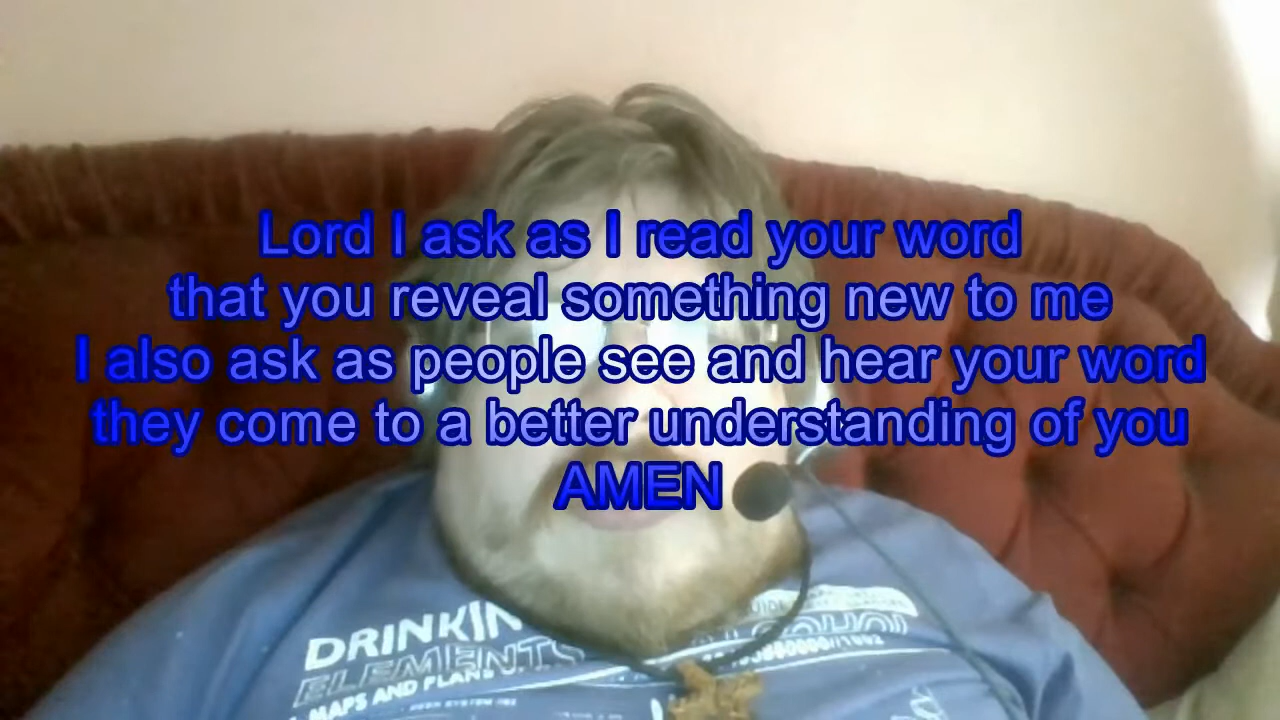 Lord I ask as I read your word
that you reveal something new to me
I also ask as people see and hear your word
they come to a better understanding of you
AMEN
DRINKIN
ELEMENTS
MAPS AND PLANS